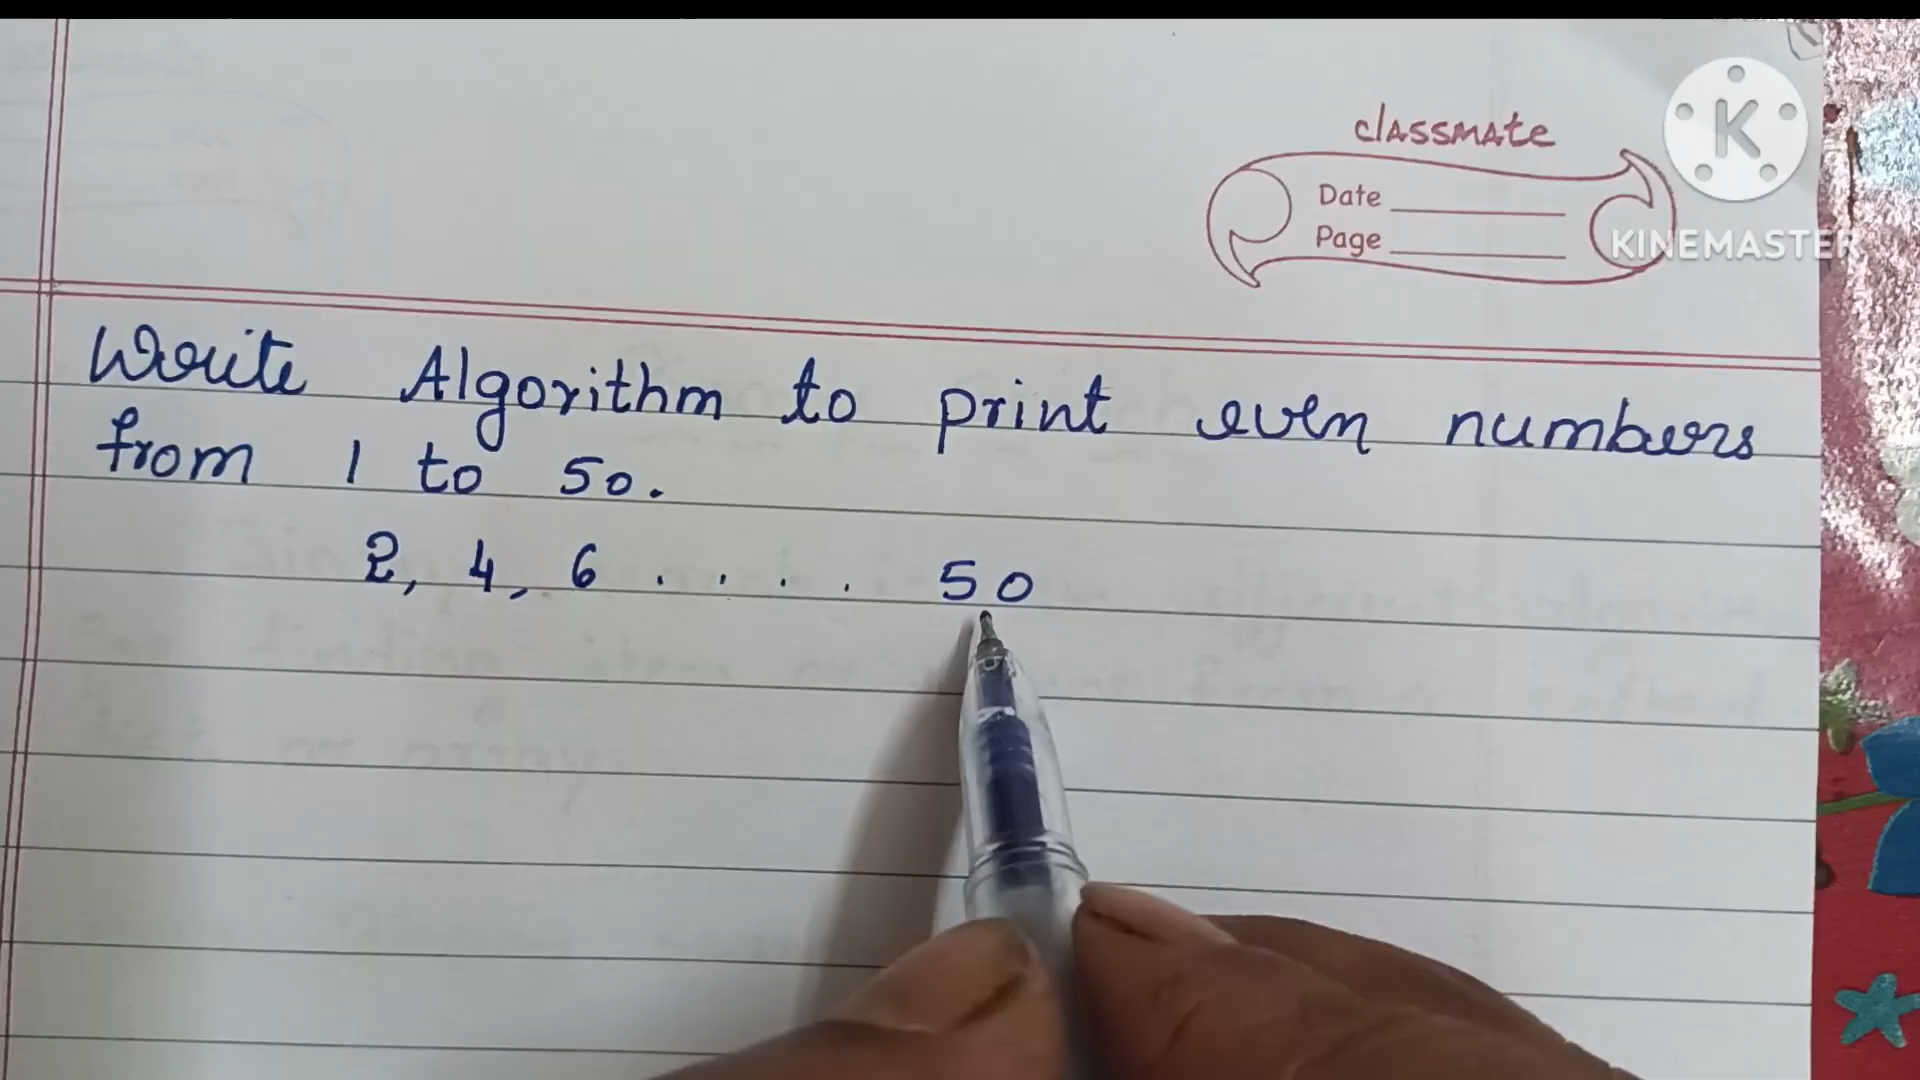 classmate
Date
Page
K
KINEMASTER
Write Algorithm to print even numbers
from 1 to 50.
2, 4, 6 . . . . 50